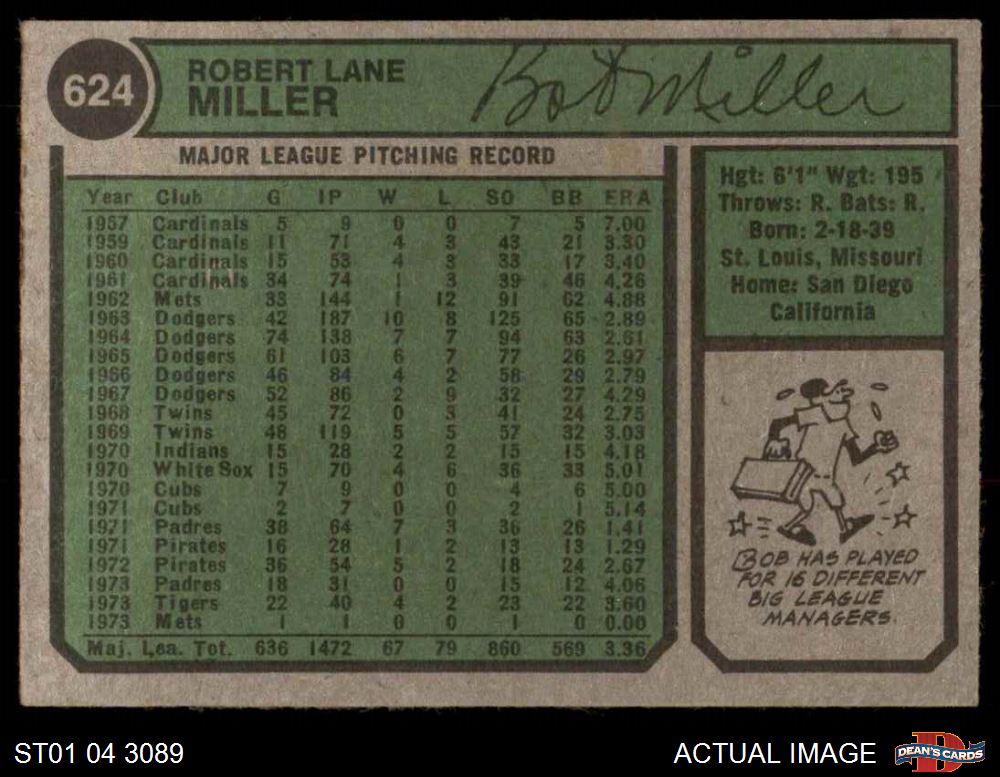 624
ROBERT LANE
MILLER
Bob Miller
MAJOR LEAGUE PITCHING RECORD
Year Club G IP W L SO BB ERA
1957 Cardinals 5 9 0 0 7 5 7.00
1959 Cardinals 11 71 4 3 43 21 3.30
1960 Cardinals 15 53 4 3 33 17 3.40
1961 Cardinals 34 74 1 3 39 46 4.26
1962 Mets 33 144 1 12 91 62 4.88
1963 Dodgers 42 187 10 8 125 65 2.89
1964 Dodgers 74 138 7 7 94 63 2.61
1965 Dodgers 61 103 6 7 77 26 2.97
1966 Dodgers 46 84 4 2 58 29 2.79
1967 Dodgers 52 86 2 9 32 27 4.29
1968 Twins 45 72 0 3 41 24 2.75
1969 Twins 48 119 5 5 57 32 3.03
1970 Indians 15 28 2 2 15 15 4.18
1970 White Sox 15 70 4 6 36 33 5.01
1970 Cubs 7 9 0 0 4 6 5.00
1971 Cubs 2 7 0 0 2 1 5.14
1971 Padres 38 64 7 3 36 26 1.41
1971 Pirates 16 28 1 2 13 13 1.29
1972 Pirates 36 54 5 2 18 24 2.67
1973 Padres 18 31 0 0 15 12 4.06
1973 Tigers 22 40 4 2 23 22 3.60
1973 Mets 1 1 0 0 1 0 0.00
Maj. Lea. Tot. 636 1472 67 79 860 569 3.36
Hgt: 6'1" Wgt: 195
Throws: R. Bats: R.
Born: 2-18-39
St. Louis, Missouri
Home: San Diego
California
BOB HAS PLAYED
FOR 16 DIFFERENT
BIG LEAGUE
MANAGERS.
ST01 04 3089
ACTUAL IMAGE
D
DEAN'S CARDS